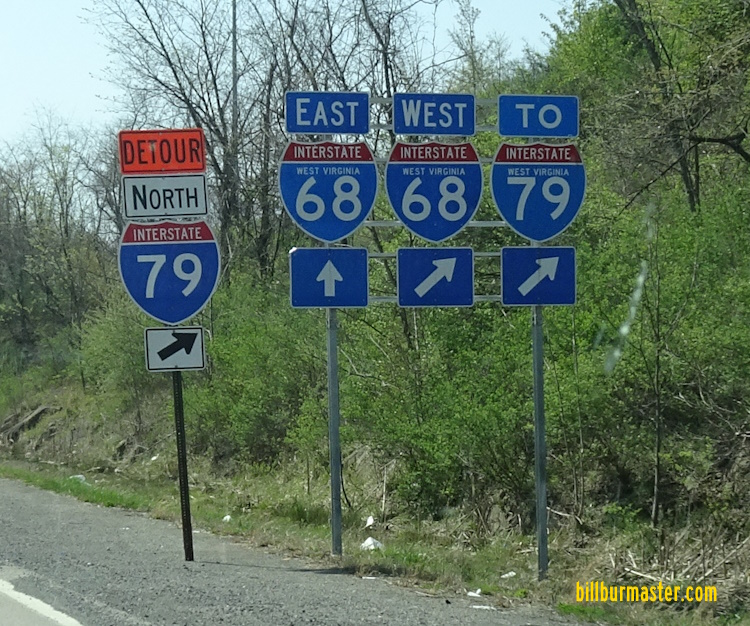 DETOUR
NORTH
INTERSTATE
79
EAST
INTERSTATE
WEST VIRGINIA
68
WEST
INTERSTATE
WEST VIRGINIA
68
TO
INTERSTATE
WEST VIRGINIA
79
billburmaster.com